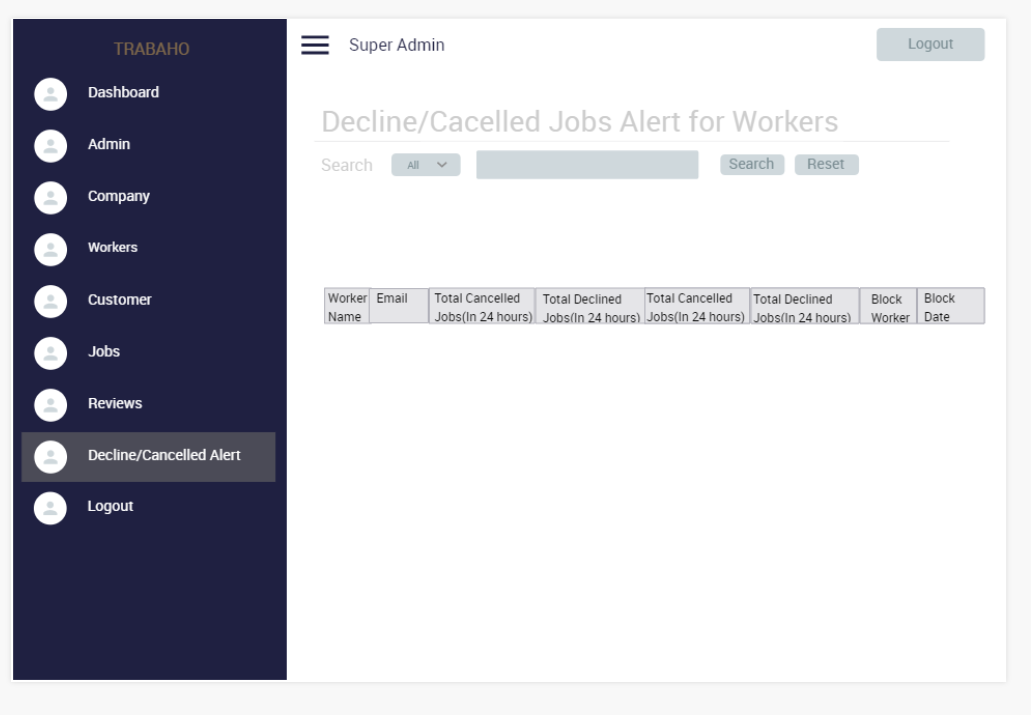 TRABAHO
Dashboard
Admin
Company
Workers
Customer
Jobs
Reviews
Decline/Cancelled Alert
Logout
Super Admin
Logout
Decline/Cacelled Jobs Alert for Workers
Search All Search Reset
Worker Name
Email
Total Cancelled
Jobs(In 24 hours)
Total Declined
Jobs(In 24 hours)
Total Cancelled
Jobs(In 24 hours)
Total Declined
Jobs(In 24 hours)
Block
Worker
Block
Date